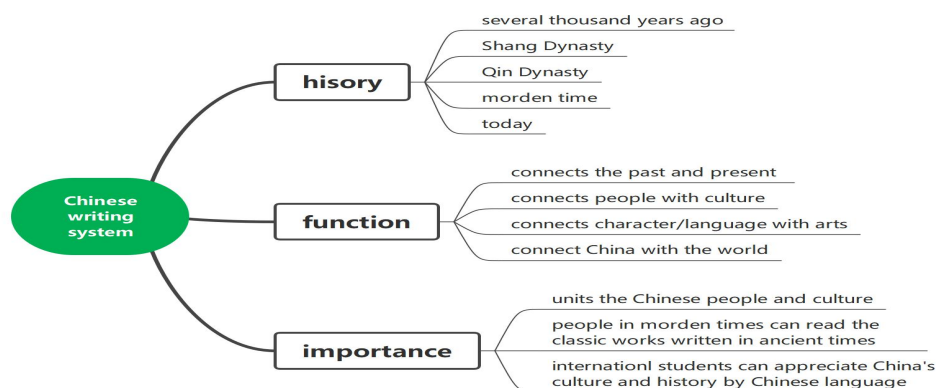 Chinese
writing
system
hisory
several thousand years ago
Shang Dynasty
Qin Dynasty
morden time
today
function
connects the past and present
connects people with culture
connects character/language with arts
connect China with the world
importance
units the Chinese people and culture
people in morden times can read the
classic works written in ancient times
internationl students can appreciate China's
culture and history by Chinese language